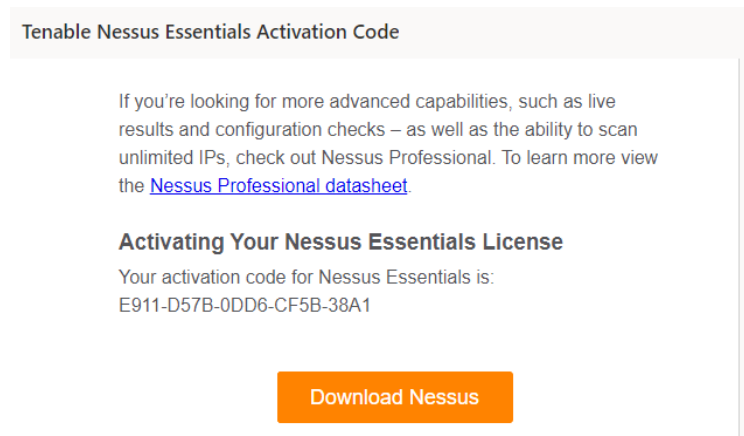 Tenable Nessus Essentials Activation Code
If you’re looking for more advanced capabilities, such as live
results and configuration checks – as well as the ability to scan
unlimited IPs, check out Nessus Professional. To learn more view
the Nessus Professional datasheet.
Activating Your Nessus Essentials License
Your activation code for Nessus Essentials is:
E911-D57B-0DD6-CF5B-38A1
Download Nessus